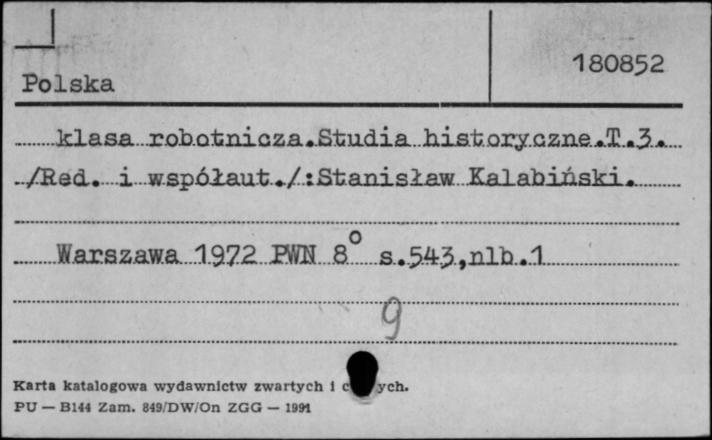 180852
Polska
klasa robotnicza.Studia historyczne.T.3.
/Red. i współaut./:Stanisław Kalabiński.
Warszawa 1972 PWN 8° s.543,nlb.1
9
Karta katalogowa wydawnictw zwartych i
PU — B144 Zam. 849/DW/On ZGG — 1991